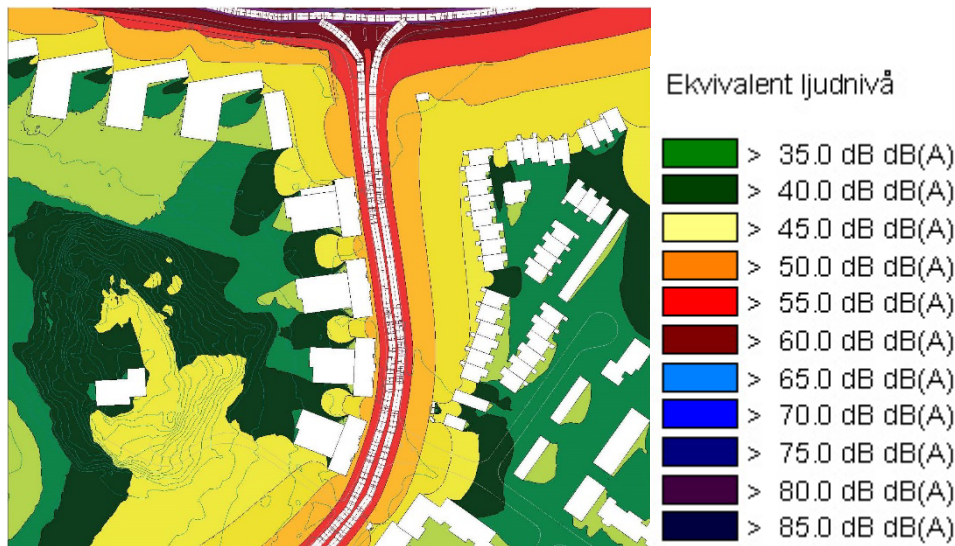 Ekvivalent ljudnivå
> 35.0 dB dB(A)
> 40.0 dB dB(A)
> 45.0 dB dB(A)
> 50.0 dB dB(A)
> 55.0 dB dB(A)
> 60.0 dB dB(A)
> 65.0 dB dB(A)
> 70.0 dB dB(A)
> 75.0 dB dB(A)
> 80.0 dB dB(A)
> 85.0 dB dB(A)